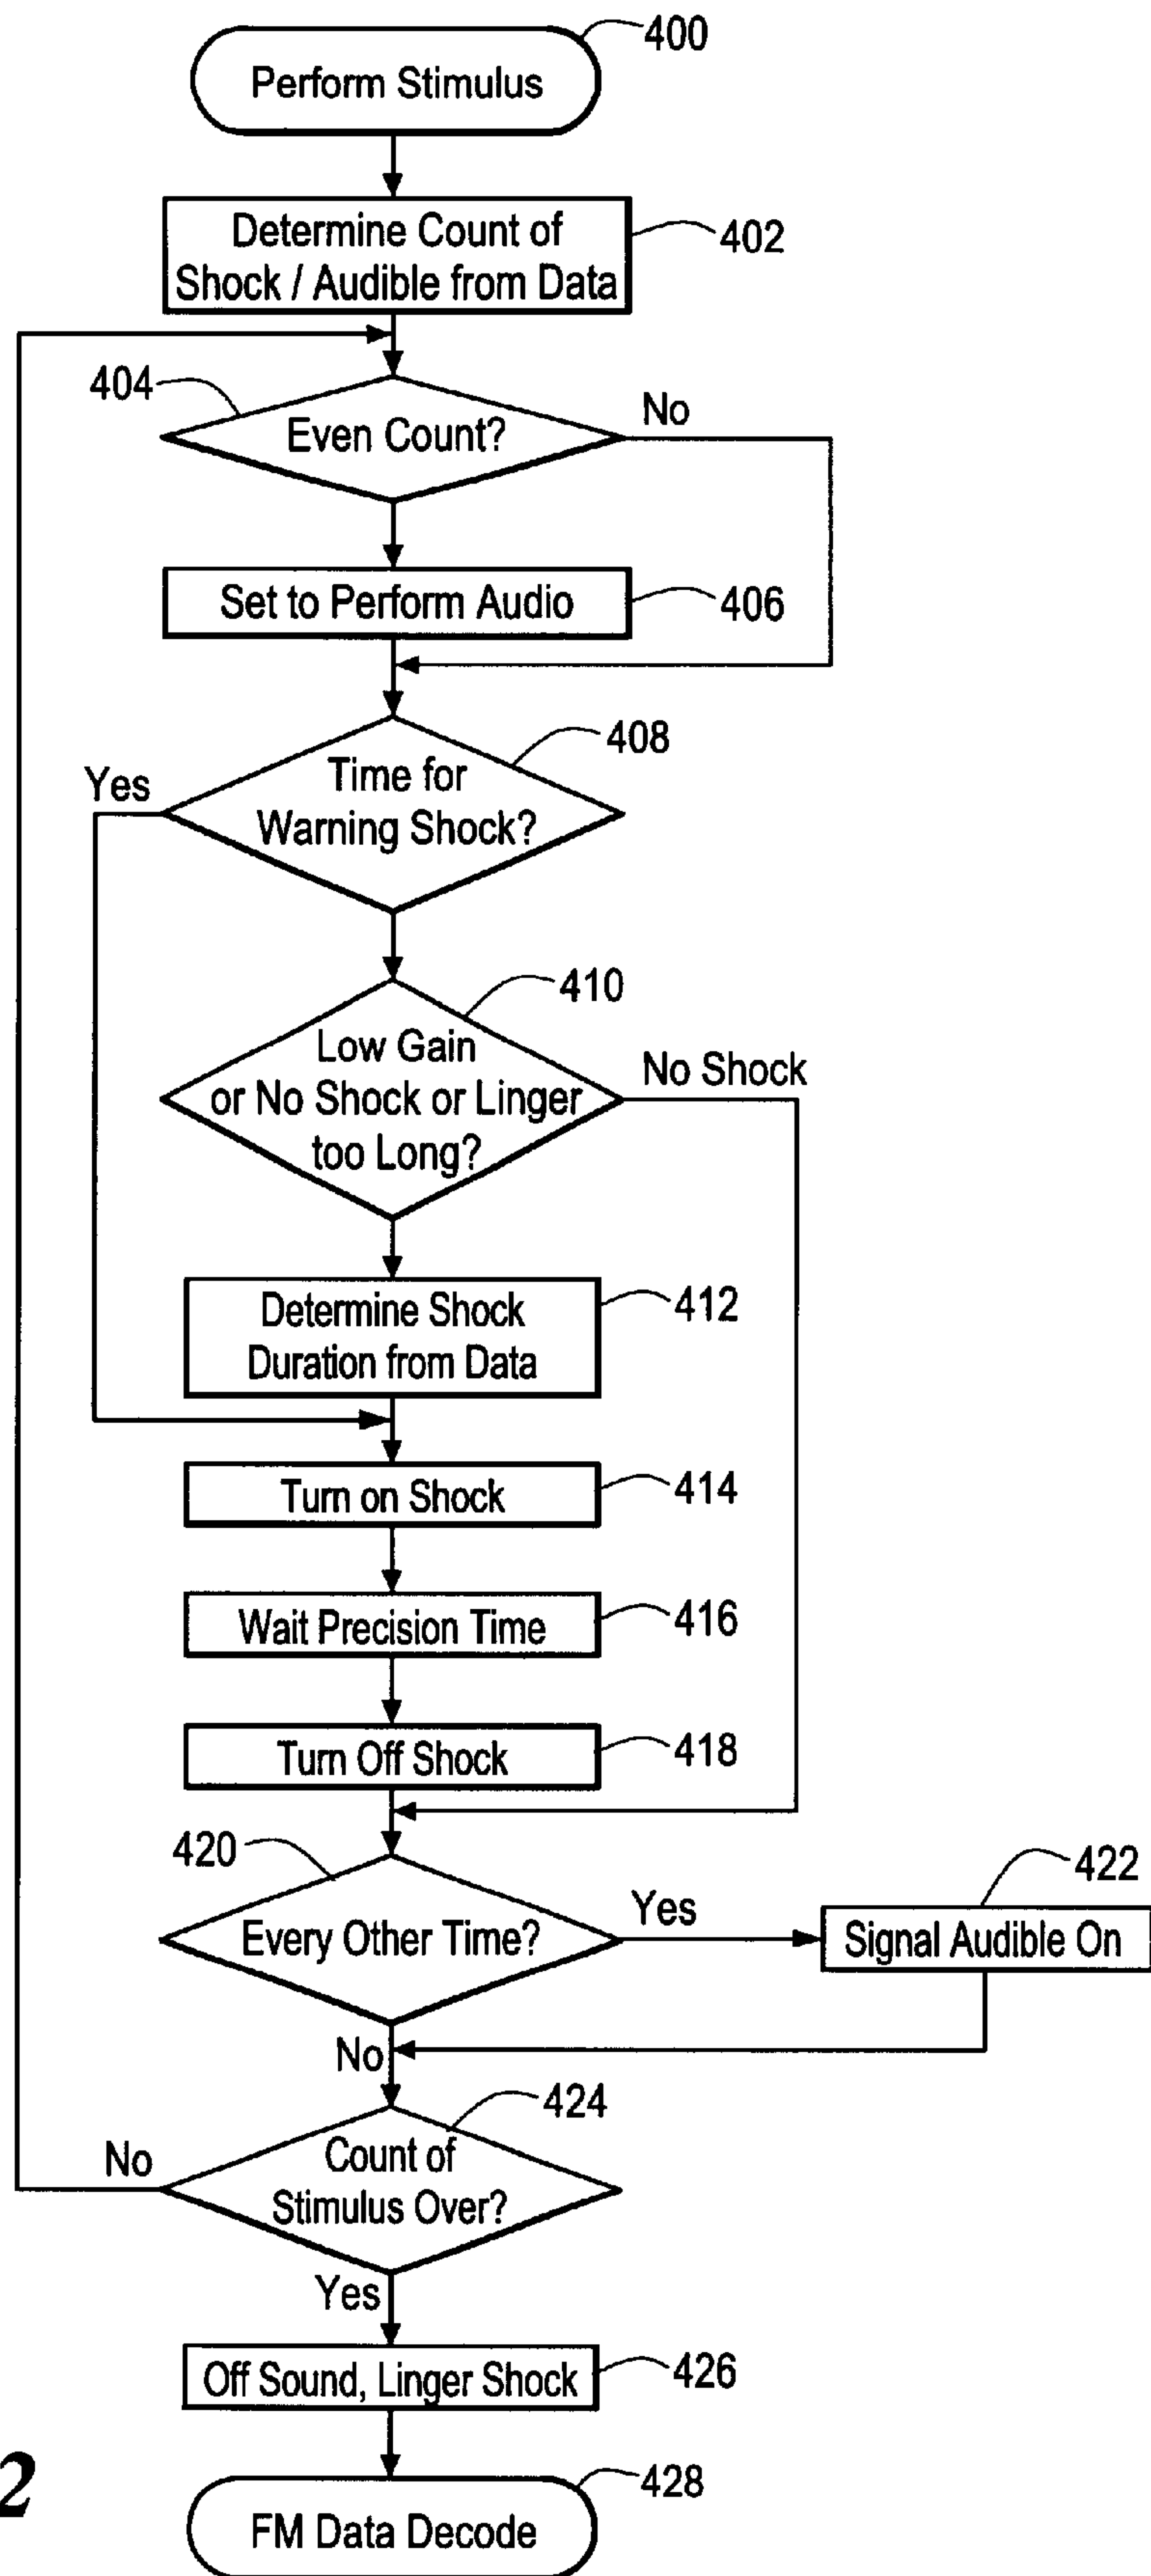 400
Perform Stimulus
Determine Count of
Shock / Audible from Data
402
404
Even Count?
No
Set to Perform Audio
406
408
Yes
Time for
Warning Shock?
410
Low Gain
or No Shock or Linger
too Long?
No Shock
Determine Shock
Duration from Data
412
Turn on Shock
414
Wait Precision Time
416
Turn Off Shock
418
420
Every Other Time?
Yes
422
Signal Audible On
No
424
Count of
Stimulus Over?
No
Yes
Off Sound, Linger Shock
426
2
428
FM Data Decode